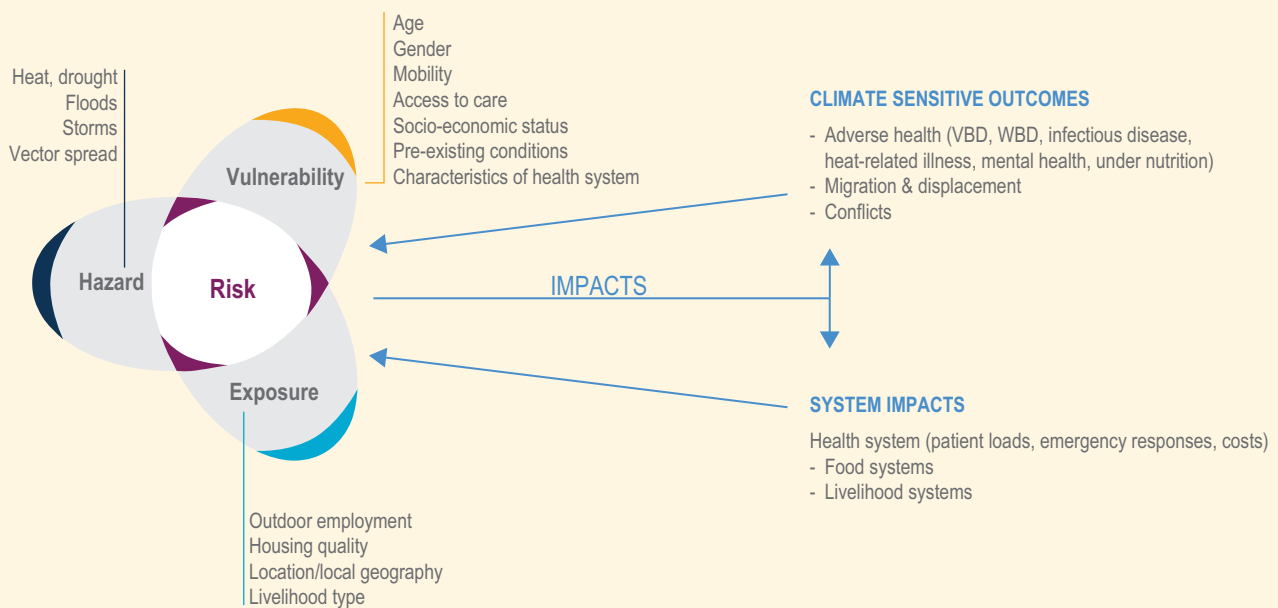 Age
Gender
Mobility
Access to care
Socio-economic status
Pre-existing conditions
Characteristics of health system
Heat, drought
Floods
Storms
Vector spread
Vulnerability
Hazard
Risk
Exposure
Outdoor employment
Housing quality
Location/local geography
Livelihood type
IMPACTS
CLIMATE SENSITIVE OUTCOMES
- Adverse health (VBD, WBD, infectious disease,
heat-related illness, mental health, under nutrition)
- Migration & displacement
- Conflicts
SYSTEM IMPACTS
Health system (patient loads, emergency responses, costs)
- Food systems
- Livelihood systems